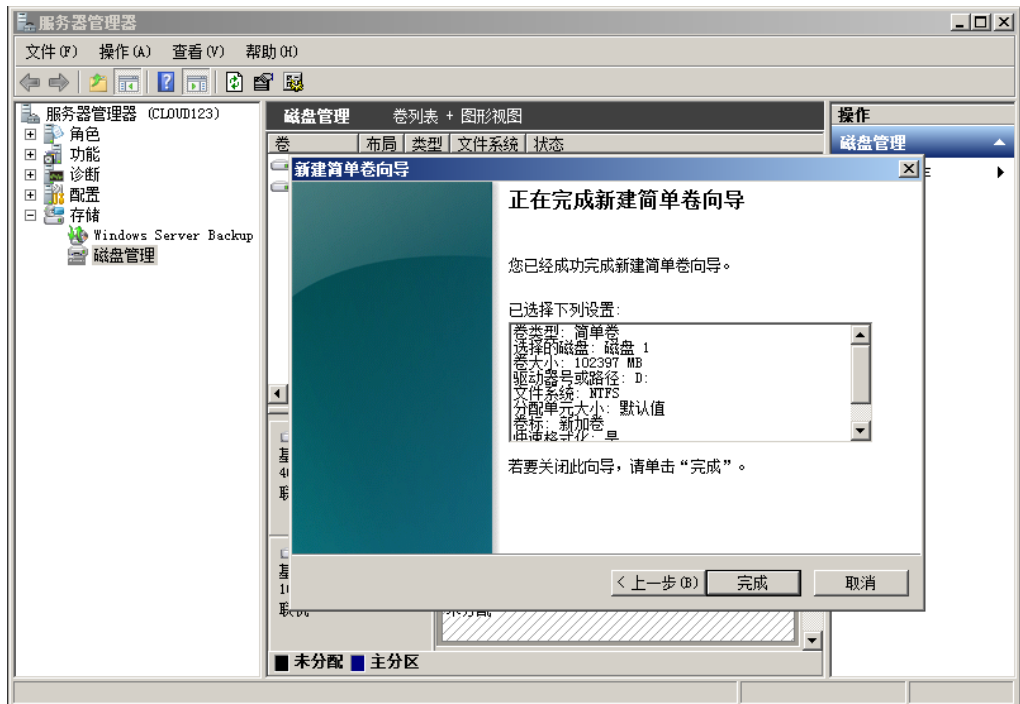 服务器管理器
文件(F) 操作(A) 查看(V) 帮助(H)
服务器管理器 (CLOUD123)
角色
功能
诊断
配置
存储
Windows Server Backup
磁盘管理
磁盘管理 卷列表 + 图形视图
卷 布局 类型 文件系统 状态
操作
磁盘管理
新建简单卷向导
正在完成新建简单卷向导
您已经成功完成新建简单卷向导。
已选择下列设置:
卷类型: 简单卷
选择的磁盘: 磁盘 1
卷大小: 102397 MB
驱动器号或路径: D:
文件系统: NTFS
分配单元大小: 默认值
卷标: 新加卷
快速格式化: 是
若要关闭此向导，请单击“完成”。
<上一步(B) 完成 取消
未分配 主分区